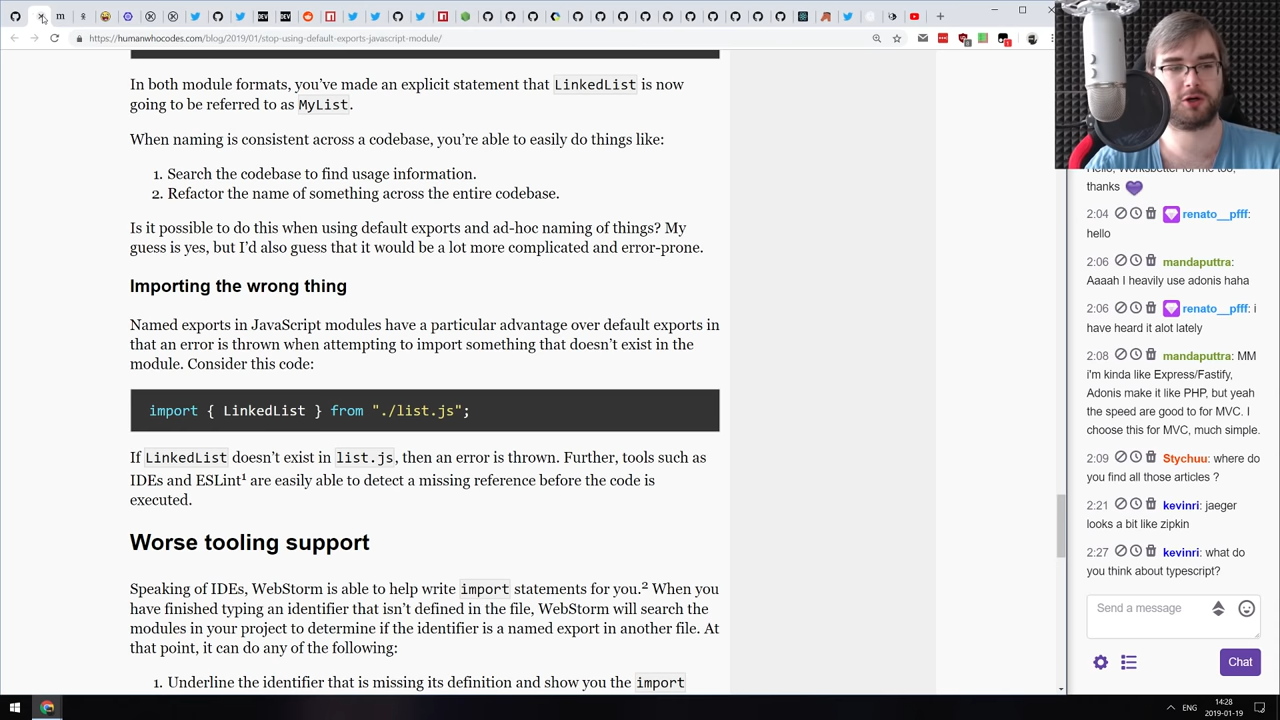 https://humanwhocodes.com/blog/2019/01/stop-using-default-exports-javascript-module/
In both module formats, you’ve made an explicit statement that LinkedList is now
going to be referred to as MyList.
When naming is consistent across a codebase, you’re able to easily do things like:
1. Search the codebase to find usage information.
2. Refactor the name of something across the entire codebase.
Is it possible to do this when using default exports and ad-hoc naming of things? My
guess is yes, but I’d also guess that it would be a lot more complicated and error-prone.
Importing the wrong thing
Named exports in JavaScript modules have a particular advantage over default exports in
that an error is thrown when attempting to import something that doesn’t exist in the
module. Consider this code:
import { LinkedList } from "./list.js";
If LinkedList doesn’t exist in list.js, then an error is thrown. Further, tools such as
IDEs and ESLint¹ are easily able to detect a missing reference before the code is
executed.
Worse tooling support
Speaking of IDEs, WebStorm is able to help write import statements for you.² When you
have finished typing an identifier that isn’t defined in the file, WebStorm will search the
modules in your project to determine if the identifier is a named export in another file. At
that point, it can do any of the following:
1. Underline the identifier that is missing its definition and show you the import
thanks
2:04 renato__pfff:
hello
2:06 mandaputtra:
Aaaah I heavily use adonis haha
2:06 renato__pfff: i
have heard it alot lately
2:08 mandaputtra: MM
i'm kinda like Express/Fastify,
Adonis make it like PHP, but yeah
the speed are good to for MVC. I
choose this for MVC, much simple.
2:09 Stychuu: where do
you find all those articles ?
2:21 kevinri: jaeger
looks a bit like zipkin
2:27 kevinri: what do
you think about typescript?
Send a message
Chat
ENG
14:28
2019-01-19